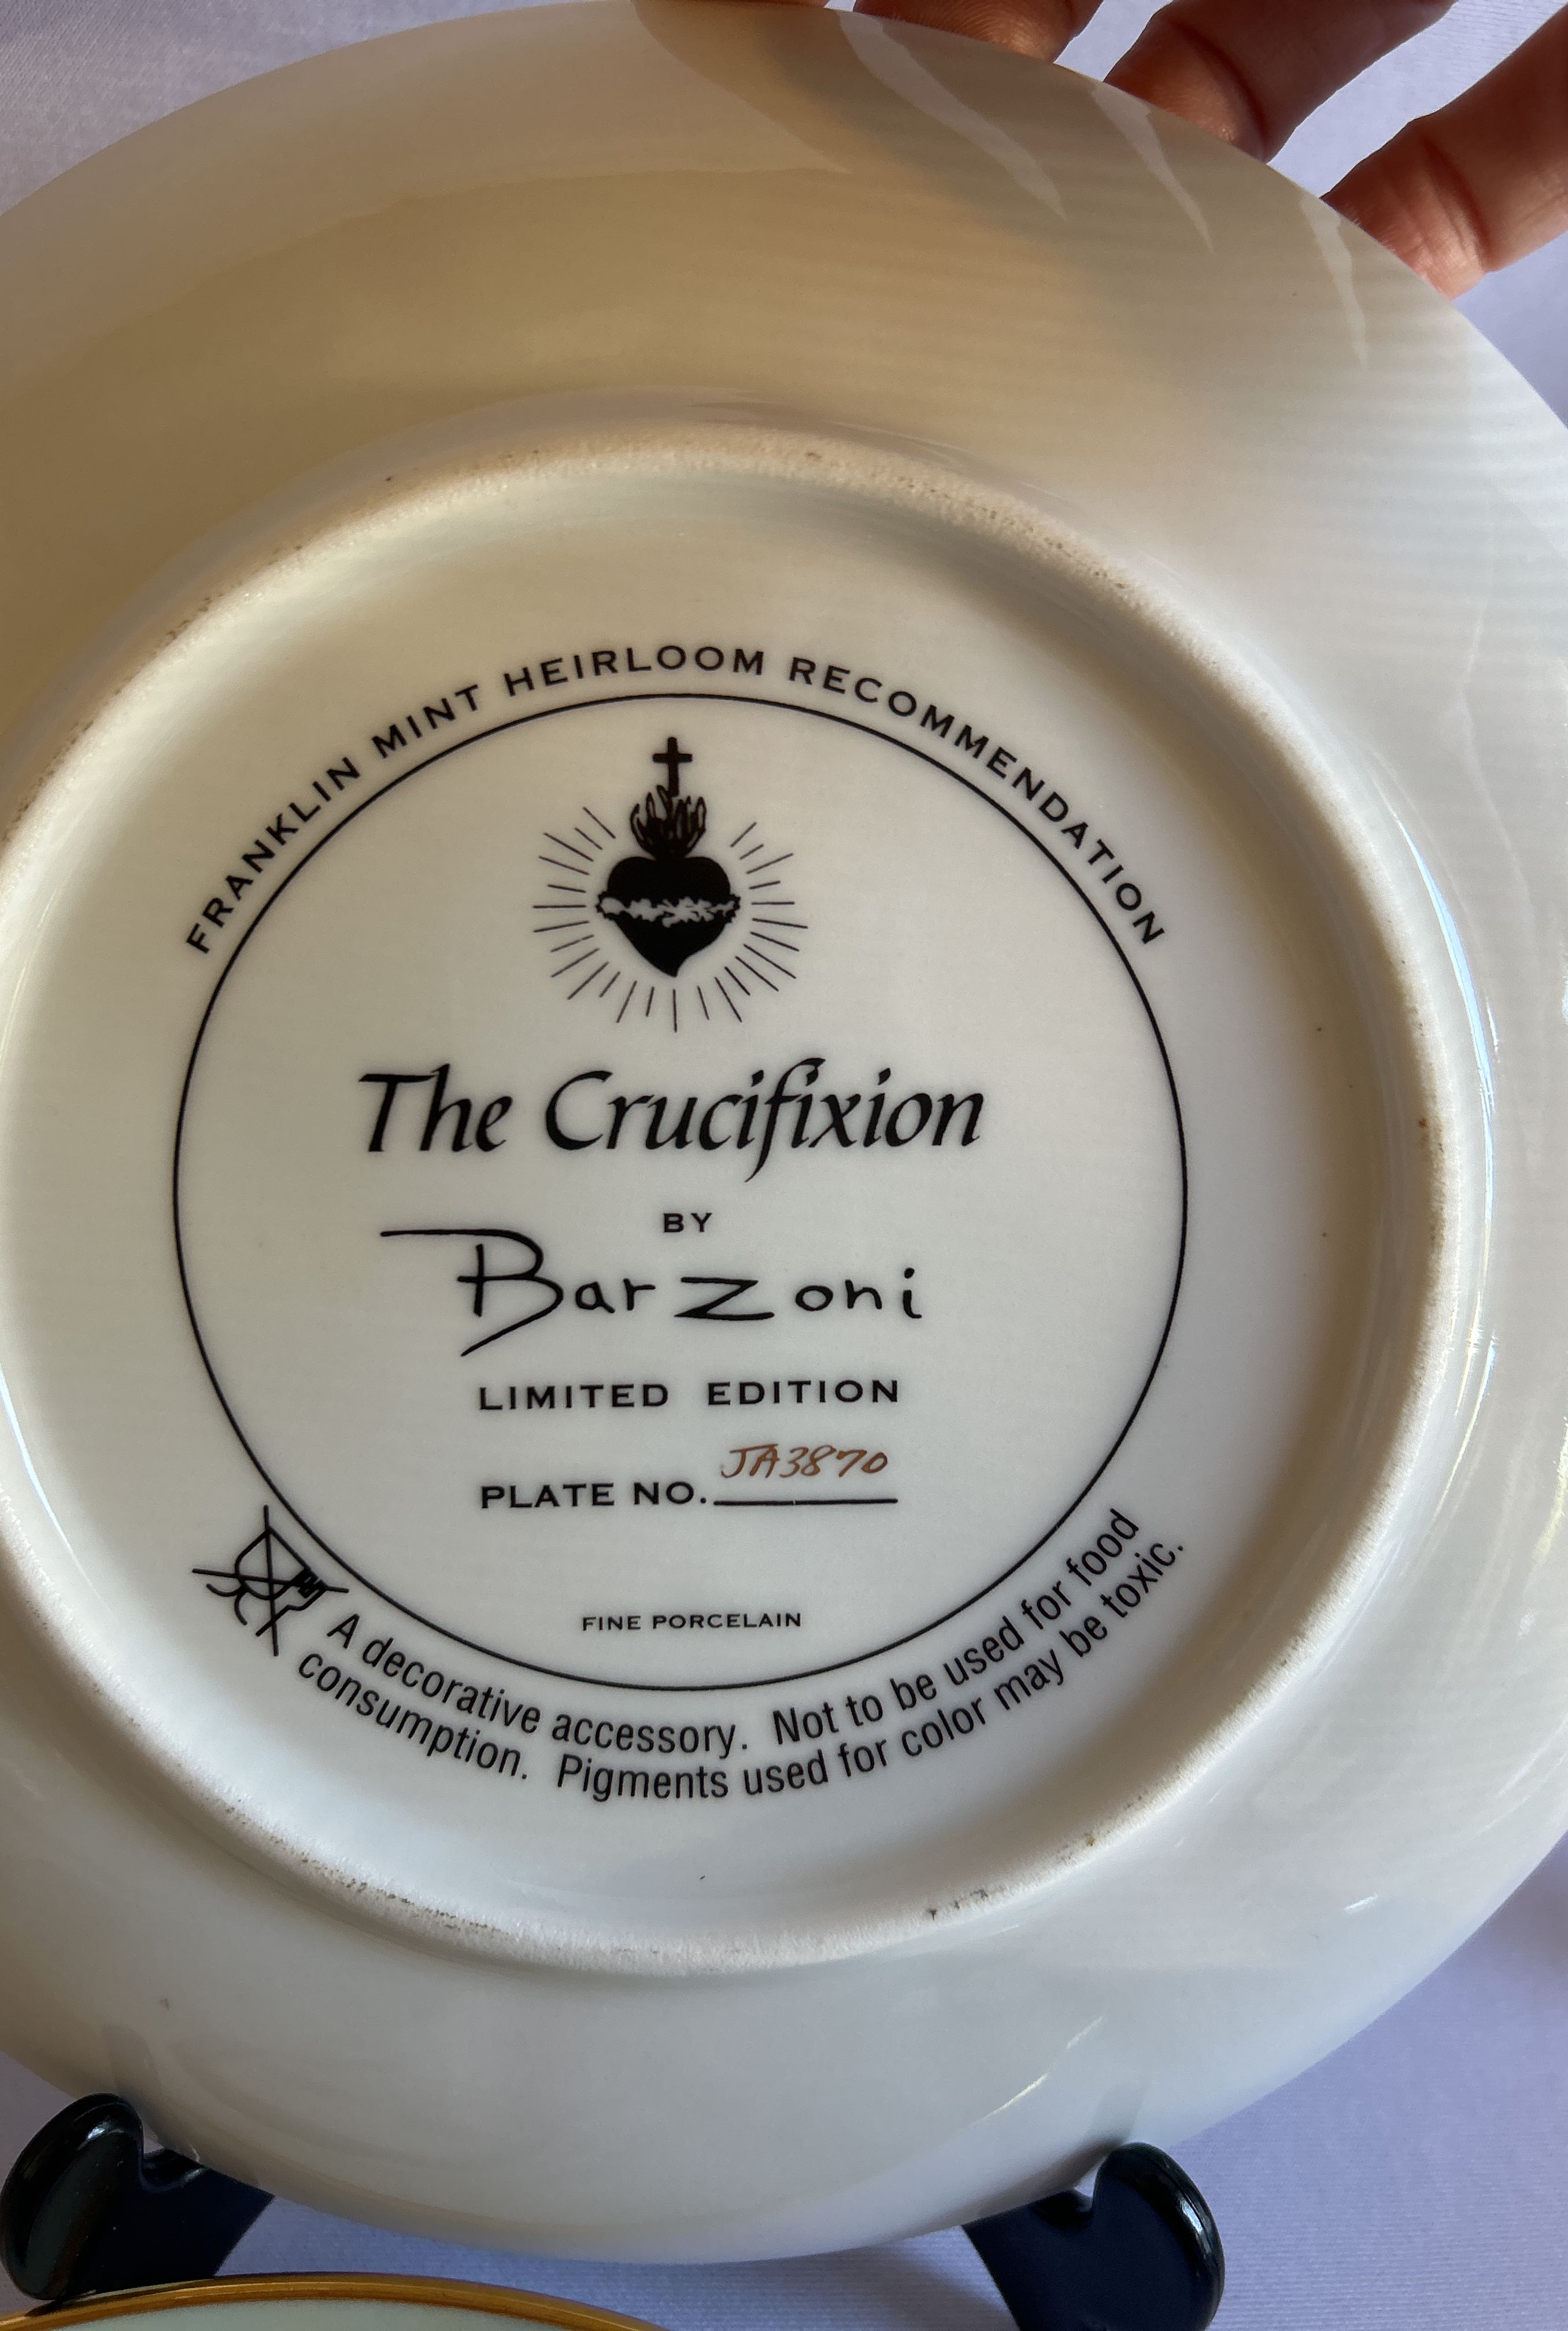 FRANKLIN MINT HEIRLOOM RECOMMENDATION
The Crucifixion
BY
Barzoni
LIMITED EDITION
PLATE NO. JA3870
FINE PORCELAIN
A decorative accessory. Not to be used for food
consumption. Pigments used for color may be toxic.